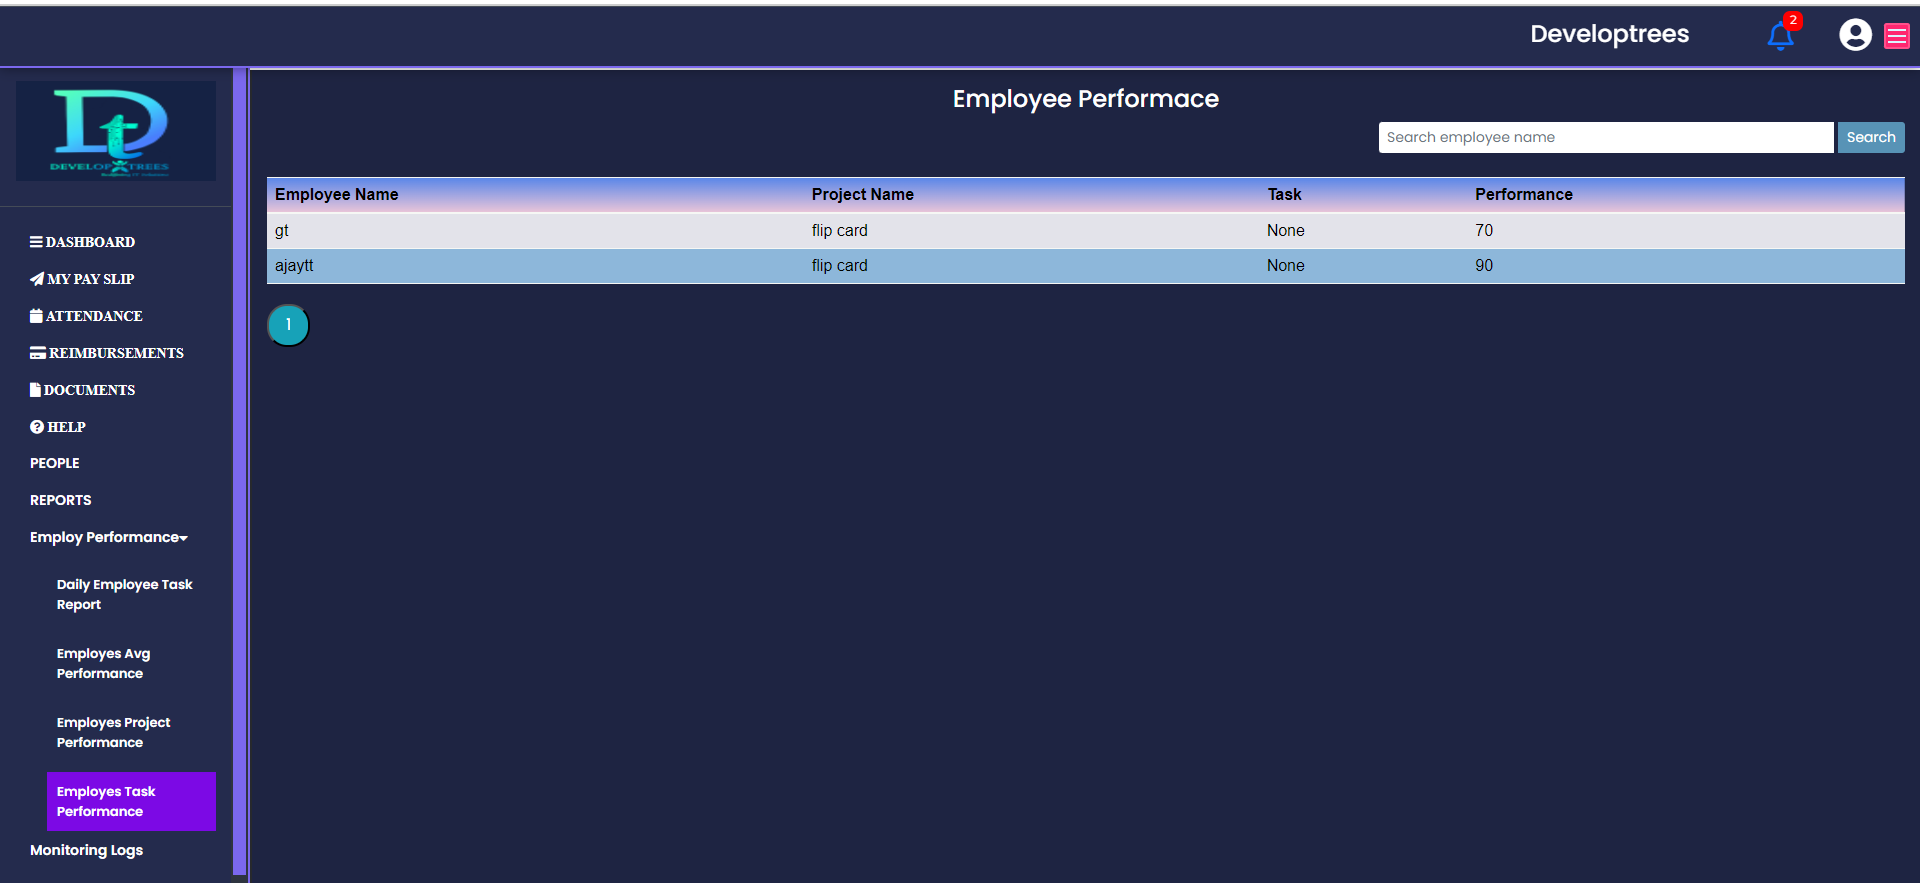 Developtrees
2
DEVELOP TREES
Employee Performace
Search employee name
Search
Employee Name Project Name Task Performance
gt flip card None 70
ajaytt flip card None 90
1
DASHBOARD
MY PAY SLIP
ATTENDANCE
REIMBURSEMENTS
DOCUMENTS
HELP
PEOPLE
REPORTS
Employ Performance
Daily Employee Task
Report
Employes Avg
Performance
Employes Project
Performance
Employes Task
Performance
Monitoring Logs